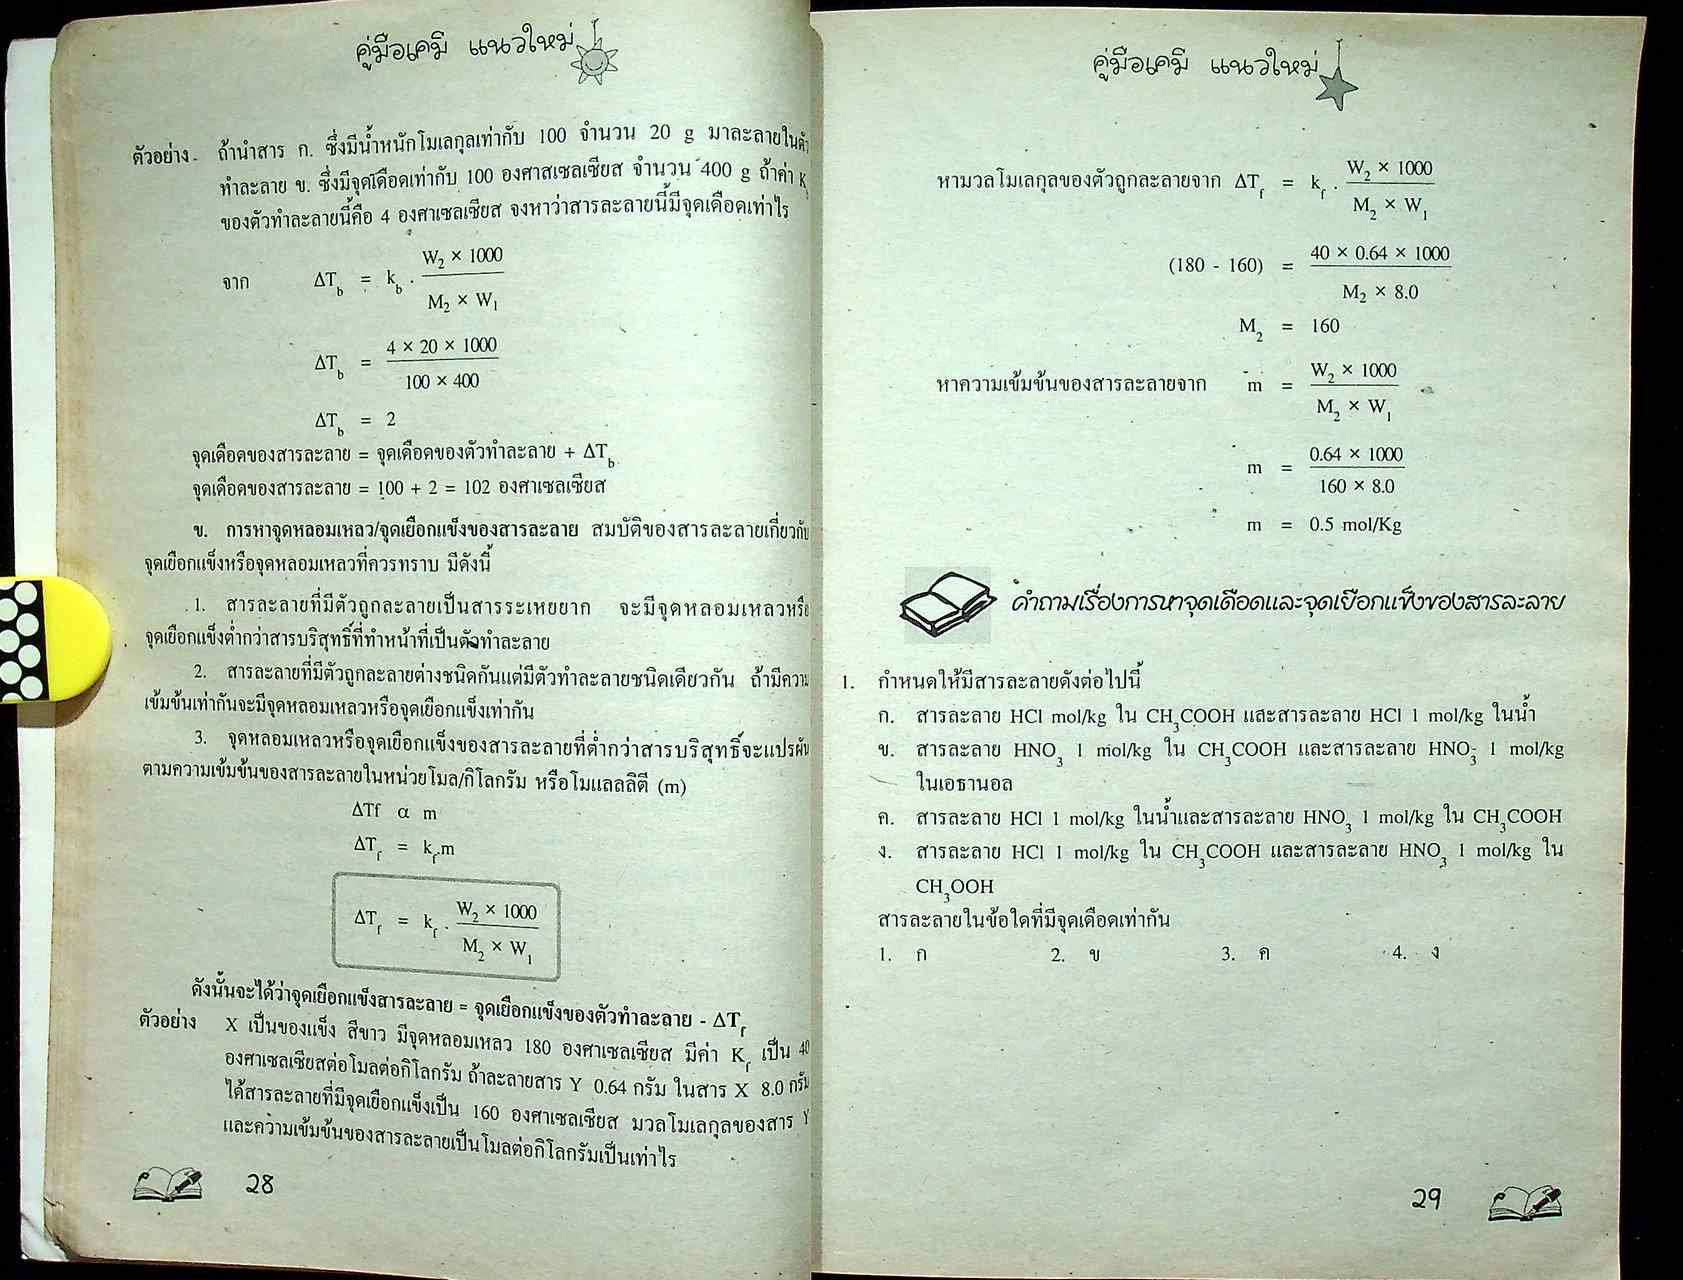 คู่มือเคมี แนวใหม่
ตัวอย่าง ถ้านำสาร ก. ซึ่งมีน้ำหนักโมเลกุลเท่ากับ 100 จำนวน 20 g มาละลายในตัว
ทำละลาย ข. ซึ่งมีจุดเดือดเท่ากับ 100 องศาสเซลเซียส จำนวน 400 g ถ้าค่า K
ของตัวทำละลายนี้คือ 4 องศาเซลเซียส จงหาว่าสารละลายนี้มีจุดเดือดเท่าไร
จาก ΔT_b = k_b . (W₂ × 1000) / (M₂ × W₁)
ΔT_b = (4 × 20 × 1000) / (100 × 400)
ΔT_b = 2
จุดเดือดของสารละลาย = จุดเดือดของตัวทำละลาย + ΔT_b
จุดเดือดของสารละลาย = 100 + 2 = 102 องศาเซลเซียส
ข. การหาจุดหลอมเหลว/จุดเยือกแข็งของสารละลาย สมบัติของสารละลายเกี่ยวกับ
จุดเยือกแข็งหรือจุดหลอมเหลวที่ควรทราบ มีดังนี้
1. สารละลายที่มีตัวถูกละลายเป็นสารระเหยยาก จะมีจุดหลอมเหลวหรือ
จุดเยือกแข็งต่ำกว่าสารบริสุทธิ์ที่ทำหน้าที่เป็นตัวทำละลาย
2. สารละลายที่มีตัวถูกละลายต่างชนิดกันแต่มีตัวทำละลายชนิดเดียวกัน ถ้ามีความ
เข้มข้นเท่ากันจะมีจุดหลอมเหลวหรือจุดเยือกแข็งเท่ากัน
3. จุดหลอมเหลวหรือจุดเยือกแข็งของสารละลายที่ต่ำกว่าสารบริสุทธิ์จะแปรผัน
ตามความเข้มข้นของสารละลายในหน่วยโมล/กิโลกรัม หรือโมแลลลิตี (m)
ΔTf α m
ΔT_f = k_f.m
ΔT_f = k_f . (W₂ × 1000) / (M₂ × W₁)
ดังนั้นจะได้ว่าจุดเยือกแข็งสารละลาย = จุดเยือกแข็งของตัวทำละลาย - ΔT_f
ตัวอย่าง X เป็นของแข็ง สีขาว มีจุดหลอมเหลว 180 องศาเซลเซียส มีค่า K_f เป็น 40
องศาเซลเซียสต่อโมลต่อกิโลกรัม ถ้าละลายสาร Y 0.64 กรัม ในสาร X 8.0 กรัม
ได้สารละลายที่มีจุดเยือกแข็งเป็น 160 องศาเซลเซียส มวลโมเลกุลของสาร Y
และความเข้มข้นของสารละลายเป็นโมลต่อกิโลกรัมเป็นเท่าไร
28
คู่มือเคมี แนวใหม่
หามวลโมเลกุลของตัวถูกละลายจาก ΔT_f = k_f . (W₂ × 1000) / (M₂ × W₁)
(180 - 160) = (40 × 0.64 × 1000) / (M₂ × 8.0)
M₂ = 160
หาความเข้มข้นของสารละลายจาก m = (W₂ × 1000) / (M₂ × W₁)
m = (0.64 × 1000) / (160 × 8.0)
m = 0.5 mol/Kg
คำถามเรื่องการหาจุดเดือดและจุดเยือกแข็งของสารละลาย
1. กำหนดให้มีสารละลายดังต่อไปนี้
ก. สารละลาย HCl mol/kg ใน CH₃COOH และสารละลาย HCl 1 mol/kg ในน้ำ
ข. สารละลาย HNO₃ 1 mol/kg ใน CH₃COOH และสารละลาย HNO₃ 1 mol/kg
ในเอธานอล
ค. สารละลาย HCl 1 mol/kg ในน้ำและสารละลาย HNO₃ 1 mol/kg ใน CH₃COOH
ง. สารละลาย HCl 1 mol/kg ใน CH₃COOH และสารละลาย HNO₃ 1 mol/kg ใน
CH₃OOH
สารละลายในข้อใดที่มีจุดเดือดเท่ากัน
1. ก 2. ข 3. ค 4. ง
29